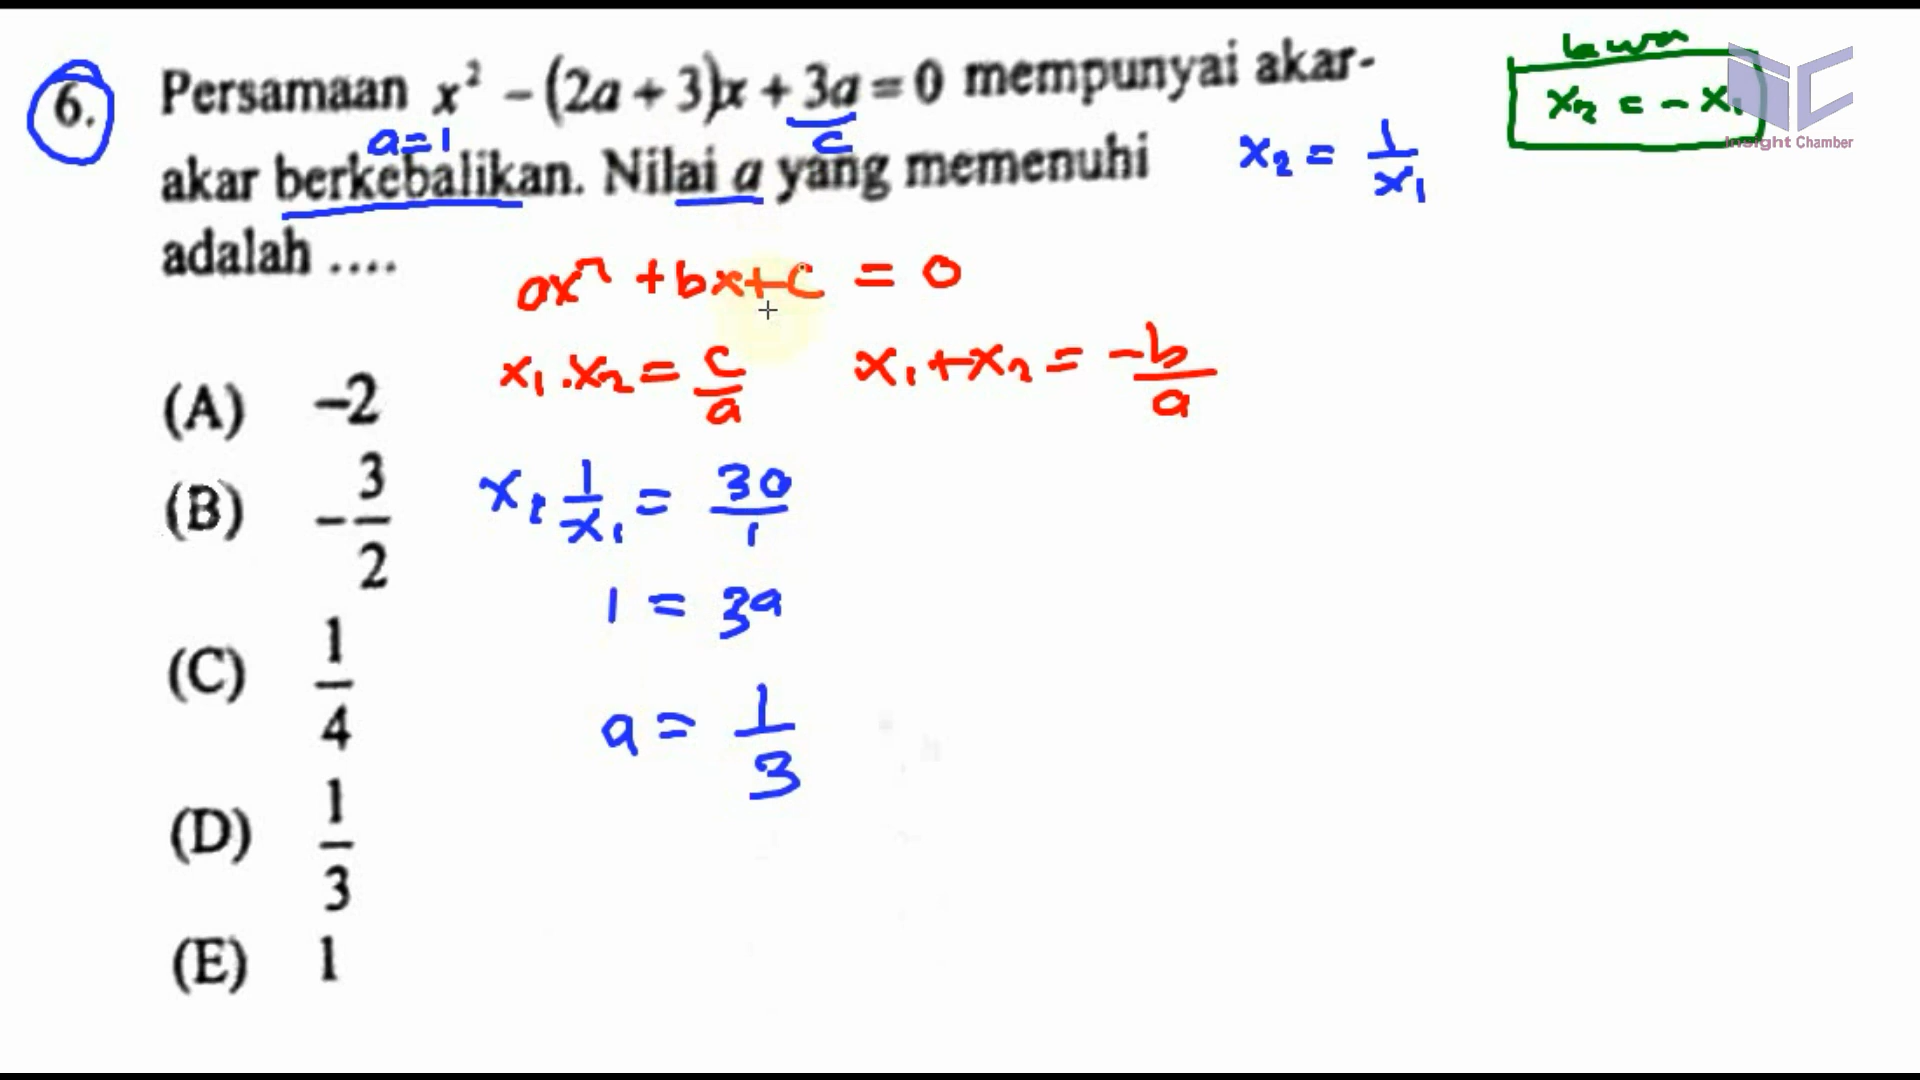 6. Persamaan x² - (2a + 3)x + 3a = 0 mempunyai akar-
a=1 c
akar berkebalikan. Nilai a yang memenuhi
adalah ....
x₂ = 1/x₁
lawan
x₂ = - x₁
Insight Chamber
ax² + bx + c = 0
x₁ . x₂ = c/a x₁ + x₂ = -b/a
x₁ . 1/x₁ = 3a/1
1 = 3a
a = 1/3
(A) -2
(B) -3/2
(C) 1/4
(D) 1/3
(E) 1